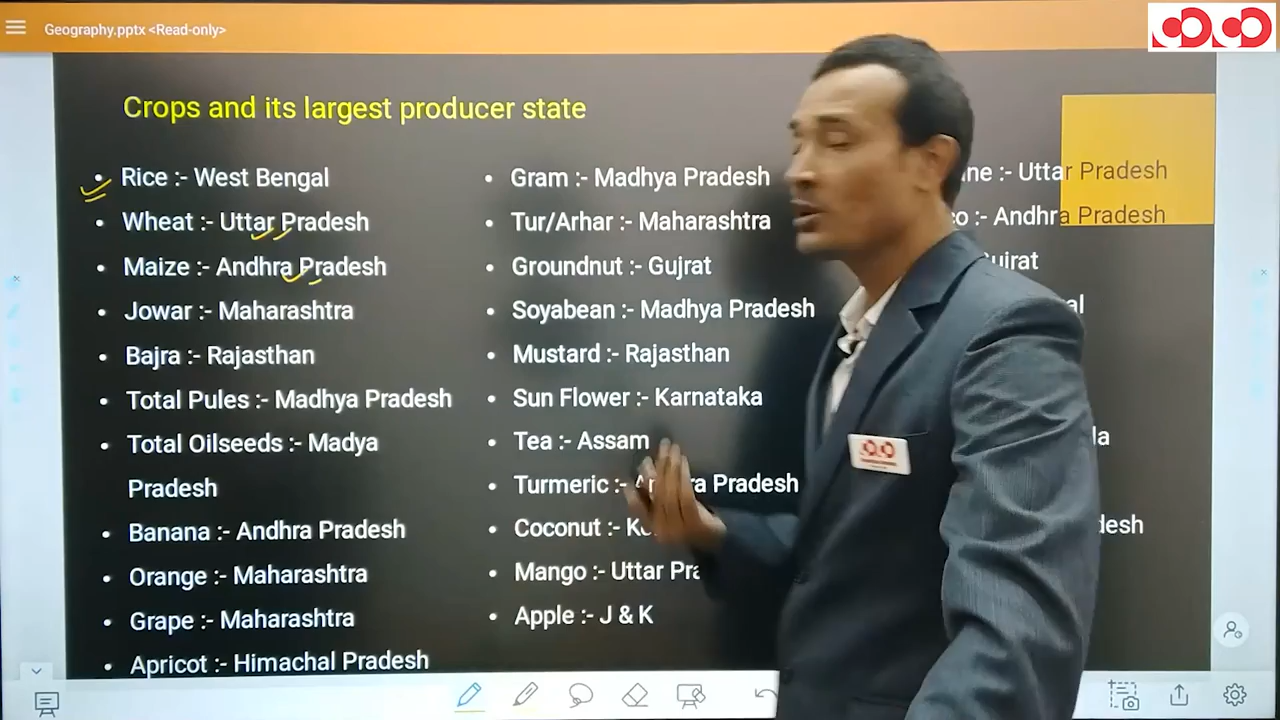 Geography.pptx <Read-only>
Crops and its largest producer state
Rice :- West Bengal
Wheat :- Uttar Pradesh
Maize :- Andhra Pradesh
Jowar :- Maharashtra
Bajra :- Rajasthan
Total Pules :- Madhya Pradesh
Total Oilseeds :- Madya
Pradesh
Banana :- Andhra Pradesh
Orange :- Maharashtra
Grape :- Maharashtra
Apricot :- Himachal Pradesh
Gram :- Madhya Pradesh
Tur/Arhar :- Maharashtra
Groundnut :- Gujrat
Soyabean :- Madhya Pradesh
Mustard :- Rajasthan
Sun Flower :- Karnataka
Tea :- Assam
Turmeric :- Pradesh
Coconut :-
Mango :- Uttar
Apple :- J & K
:- Uttar Pradesh
:- Andhra Pradesh